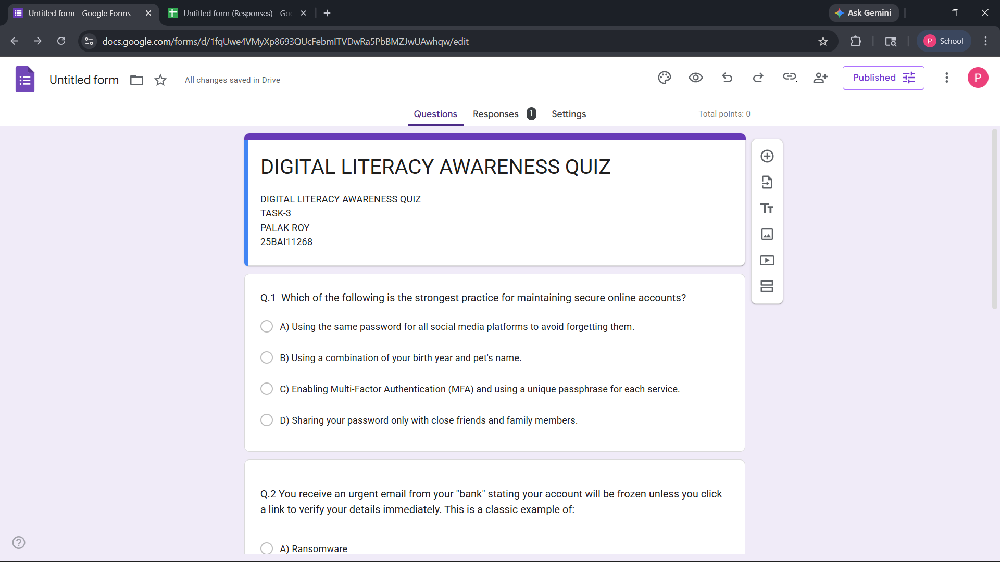 Untitled form - Google Forms
Untitled form (Responses) - Goo
Ask Gemini
docs.google.com/forms/d/1fqUwe4VMyXp8693QUcFebmITVDwRa5PbBMZJwUAwhqw/edit
P School
Untitled form
All changes saved in Drive
Published
P
Questions
Responses 1
Settings
Total points: 0
DIGITAL LITERACY AWARENESS QUIZ
DIGITAL LITERACY AWARENESS QUIZ
TASK-3
PALAK ROY
25BAI11268
Tт
Q.1 Which of the following is the strongest practice for maintaining secure online accounts?
A) Using the same password for all social media platforms to avoid forgetting them.
B) Using a combination of your birth year and pet's name.
C) Enabling Multi-Factor Authentication (MFA) and using a unique passphrase for each service.
D) Sharing your password only with close friends and family members.
Q.2 You receive an urgent email from your "bank" stating your account will be frozen unless you click
a link to verify your details immediately. This is a classic example of:
A) Ransomware